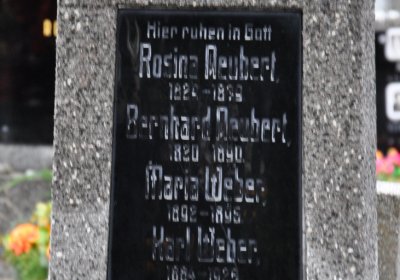 Hier ruhen in Gott
Rosina Neubert,
Bernhard Neubert,
1820 1890,
Maria Weber,
1892-1895
Karl Weber,